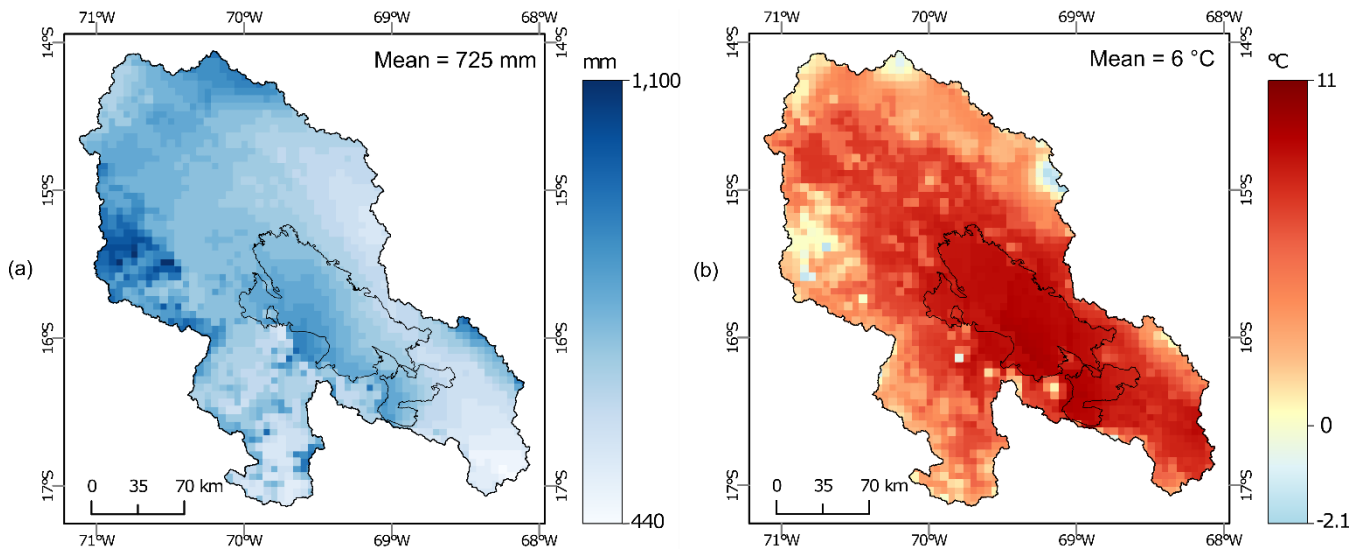 71°W 70°W 69°W 68°W
14°S
Mean = 725 mm
14°S
mm
1,100
15°S 15°S
(a)
16°S 16°S
17°S 17°S
0 35 70 km
440
71°W 70°W 69°W 68°W
71°W 70°W 69°W 68°W
14°S
Mean = 6 °C
14°S
°C
11
15°S 15°S
(b)
16°S 16°S
0
17°S 17°S
0 35 70 km
-2.1
71°W 70°W 69°W 68°W